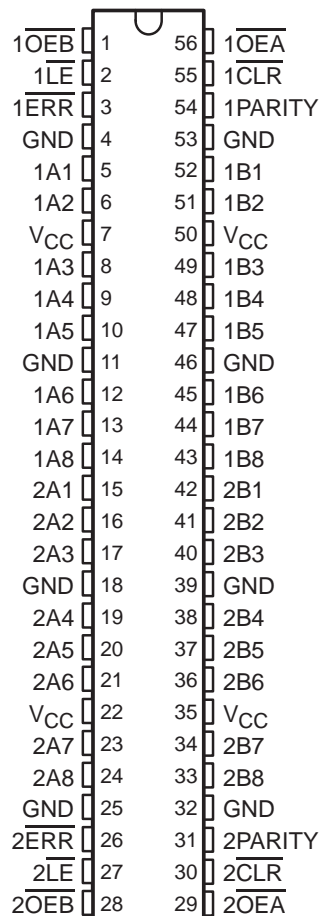 1OEB 1 56 1OEA
1LE 2 55 1CLR
1ERR 3 54 1PARITY
GND 4 53 GND
1A1 5 52 1B1
1A2 6 51 1B2
VCC 7 50 VCC
1A3 8 49 1B3
1A4 9 48 1B4
1A5 10 47 1B5
GND 11 46 GND
1A6 12 45 1B6
1A7 13 44 1B7
1A8 14 43 1B8
2A1 15 42 2B1
2A2 16 41 2B2
2A3 17 40 2B3
GND 18 39 GND
2A4 19 38 2B4
2A5 20 37 2B5
2A6 21 36 2B6
VCC 22 35 VCC
2A7 23 34 2B7
2A8 24 33 2B8
GND 25 32 GND
2ERR 26 31 2PARITY
2LE 27 30 2CLR
2OEB 28 29 2OEA